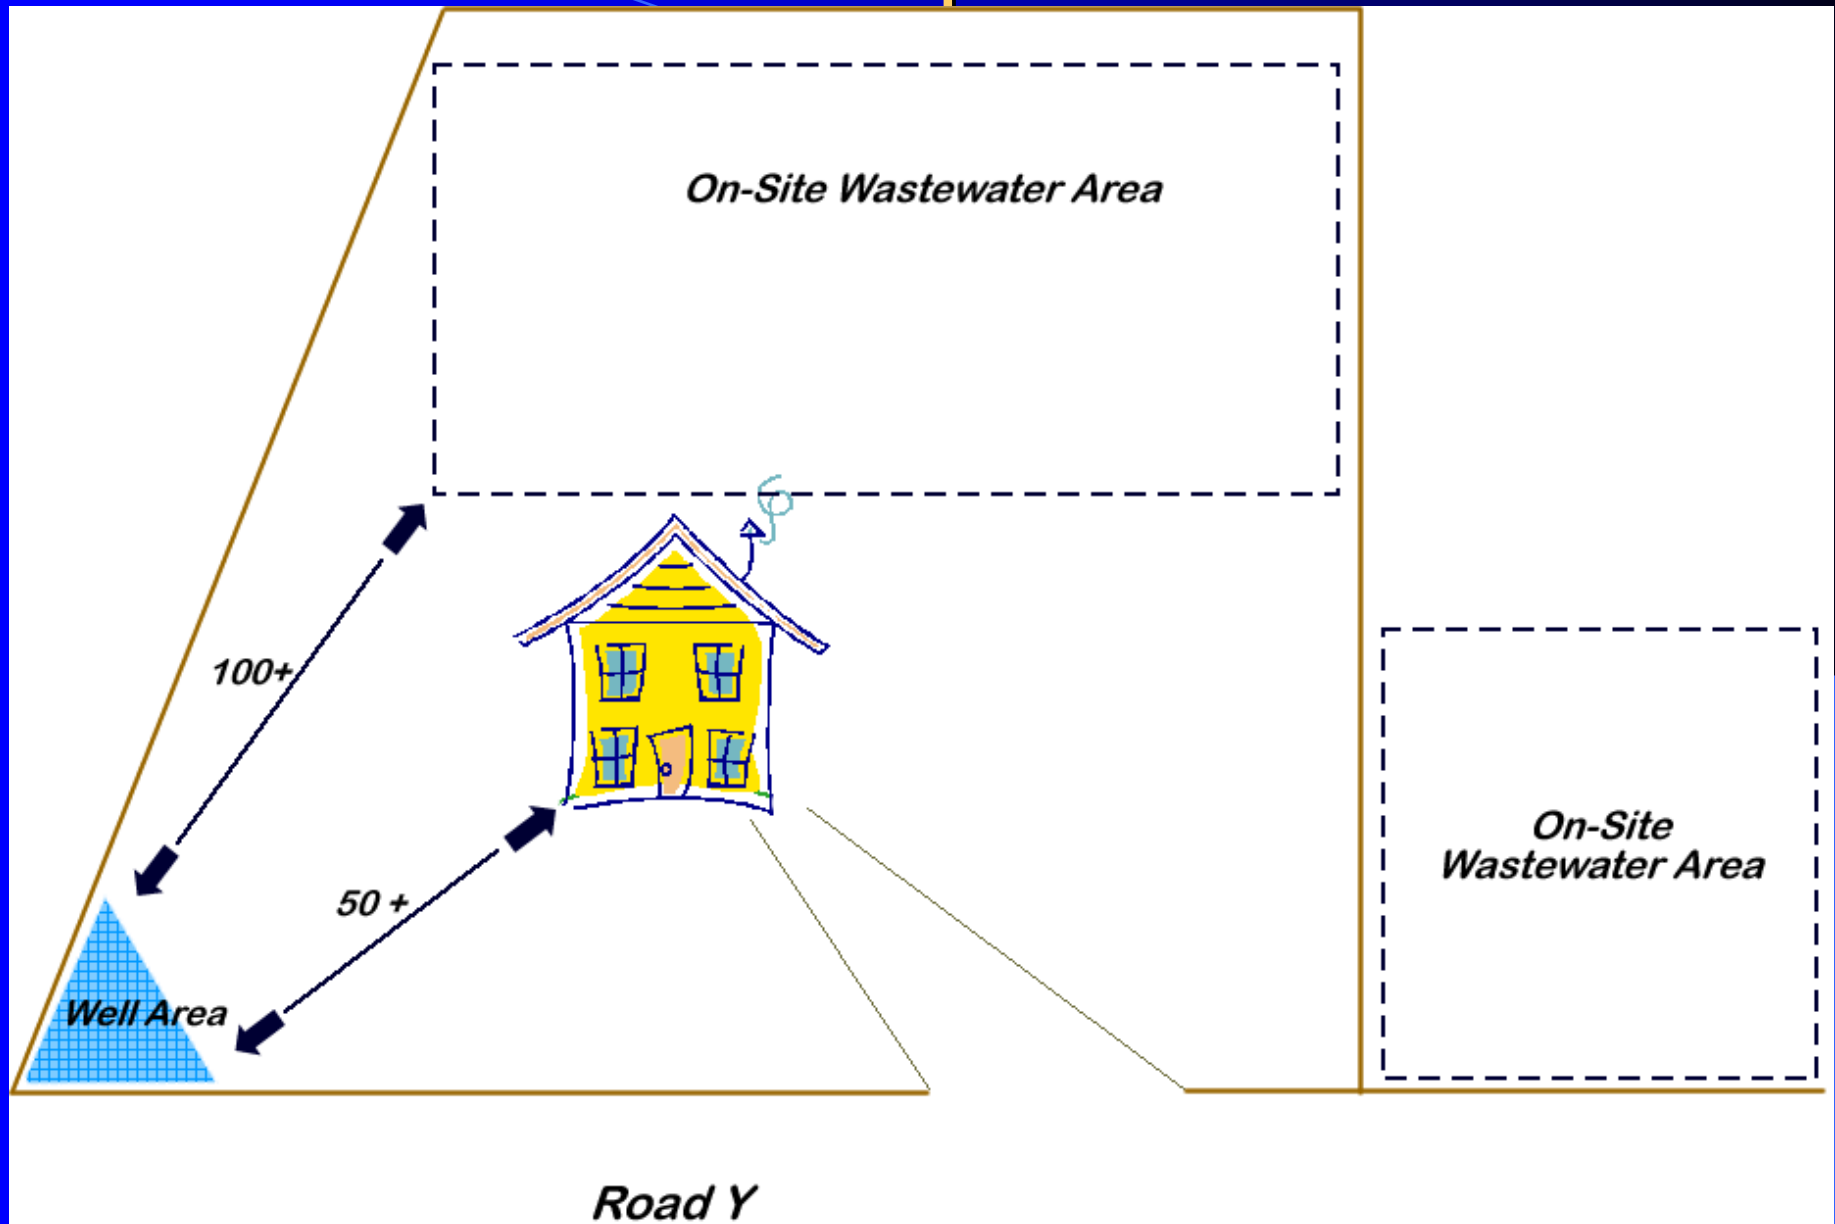 On-Site Wastewater Area
100+
50 +
Well Area
On-Site
Wastewater Area
Road Y